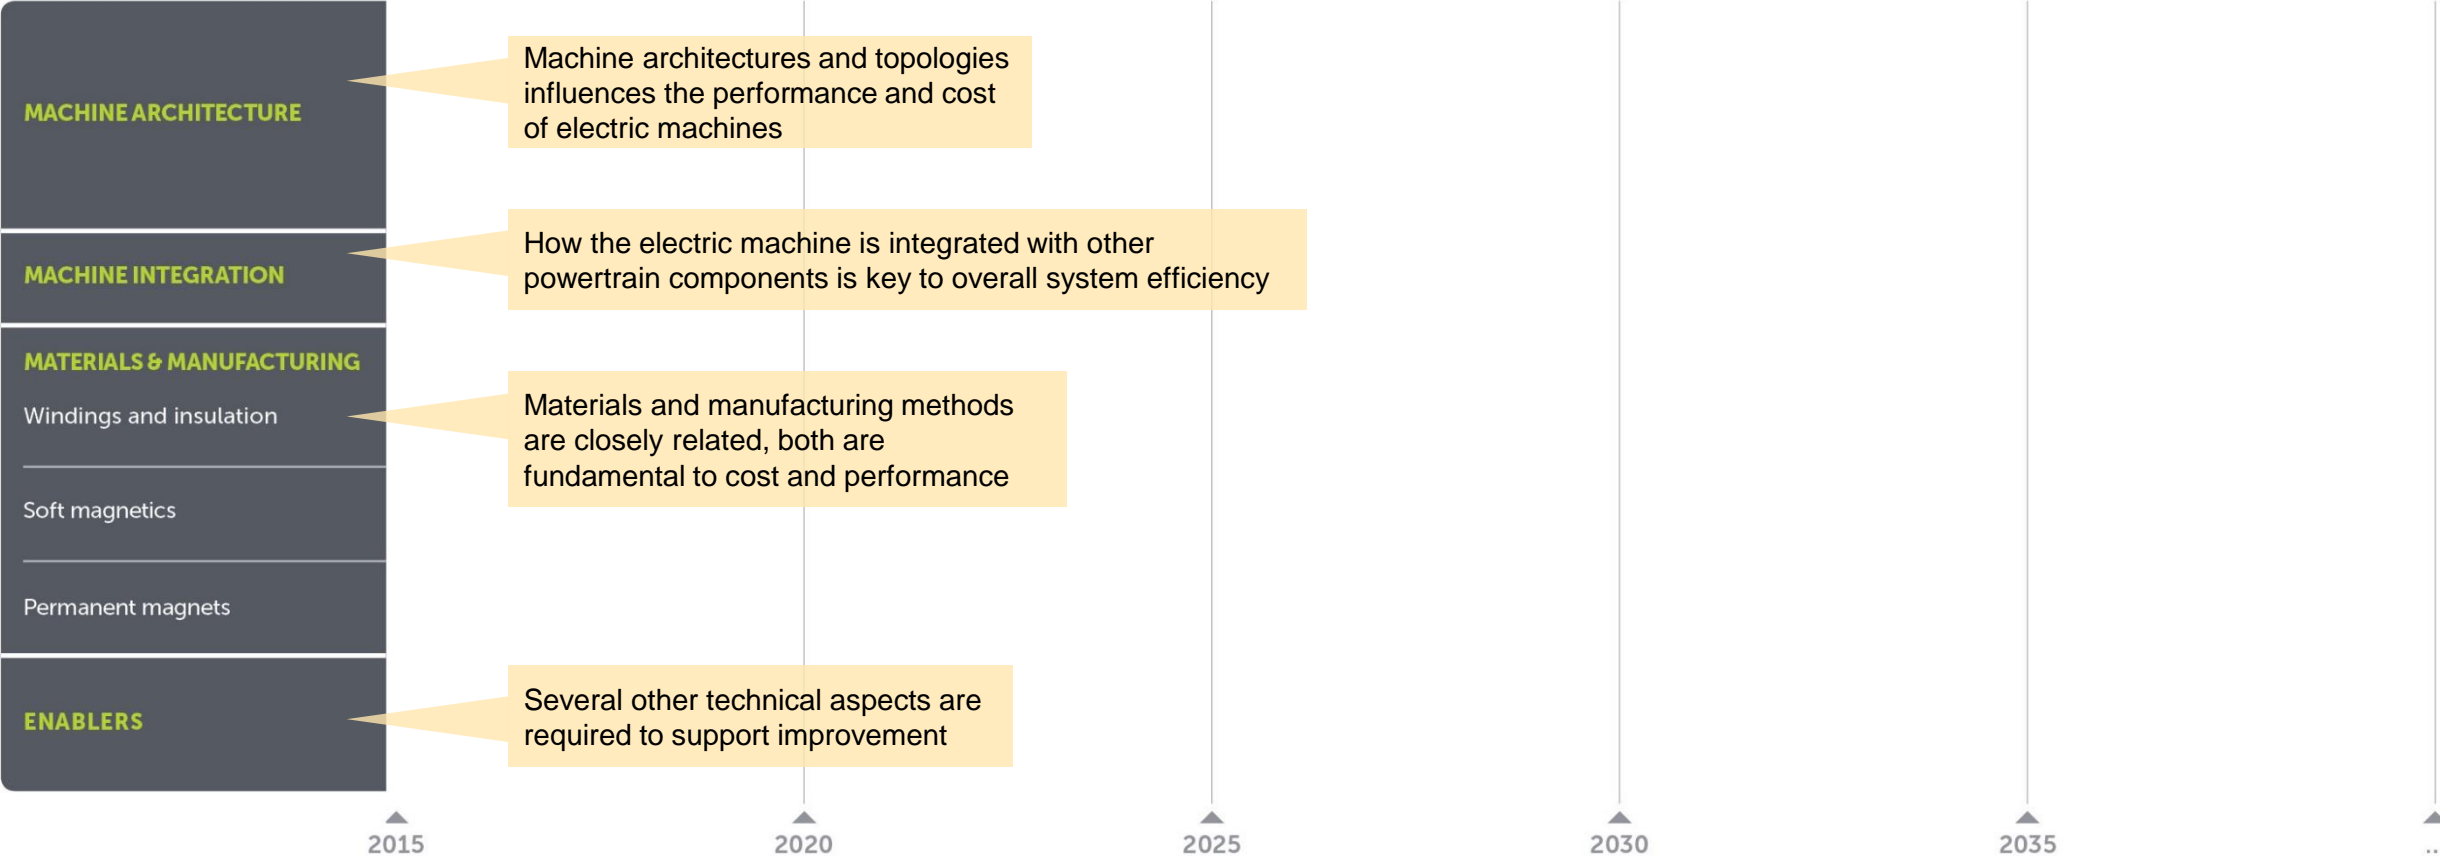 MACHINE ARCHITECTURE
Machine architectures and topologies
influences the performance and cost
of electric machines
MACHINE INTEGRATION
How the electric machine is integrated with other
powertrain components is key to overall system efficiency
MATERIALS & MANUFACTURING
Windings and insulation
Soft magnetics
Permanent magnets
Materials and manufacturing methods
are closely related, both are
fundamental to cost and performance
ENABLERS
Several other technical aspects are
required to support improvement
2015 2020 2025 2030 2035 ..